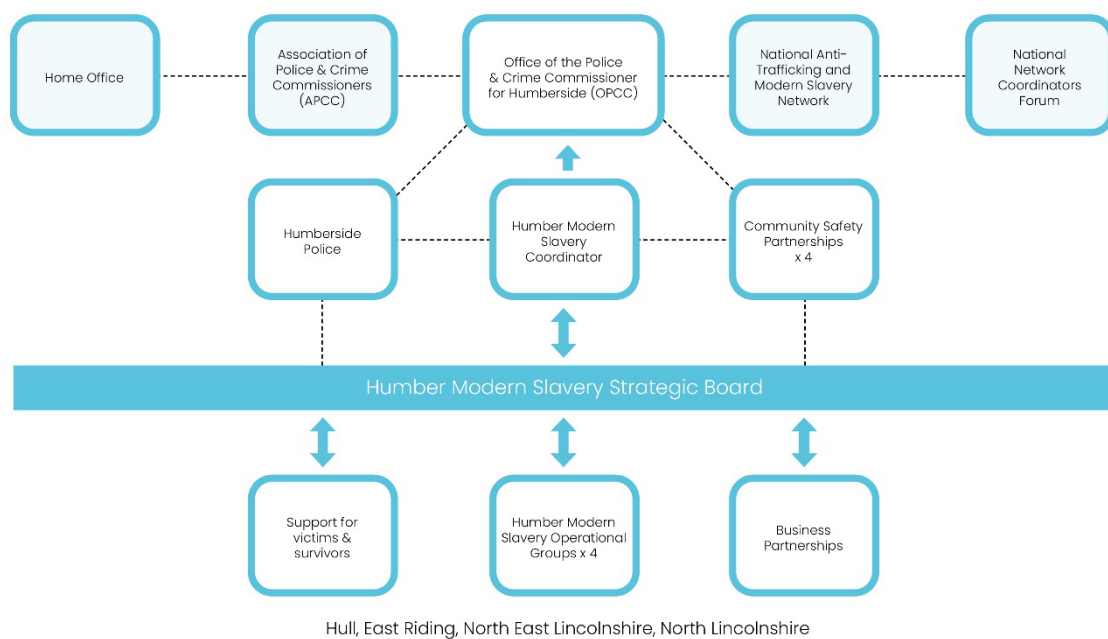 Home Office
Association of
Police & Crime
Commissioners
(APCC)
Office of the Police
& Crime Commissioner
for Humberside (OPCC)
National Anti-
Trafficking and
Modern Slavery
Network
National
Network
Coordinators
Forum
Humberside
Police
Humber Modern
Slavery
Coordinator
Community Safety
Partnerships
x 4
Humber Modern Slavery Strategic Board
Support for
victims &
survivors
Humber Modern
Slavery Operational
Groups x 4
Business
Partnerships
Hull, East Riding, North East Lincolnshire, North Lincolnshire